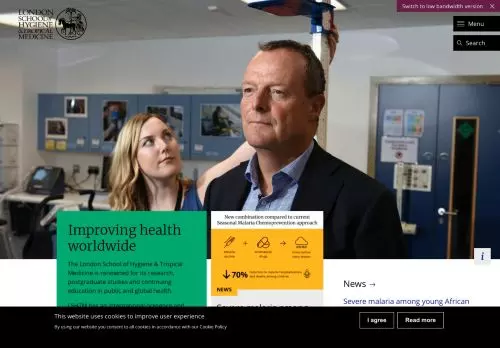 Switch to low bandwidth version ×
LONDON
SCHOOL of
HYGIENE
& TROPICAL
MEDICINE
Menu
Search
Improving health
worldwide
The London School of Hygiene & Tropical
Medicine is renowned for its research,
postgraduate studies and continuing
education in public and global health.
New combination compared to current
Seasonal Malaria Chemoprevention approach
70%
NEWS
i
News →
Severe malaria among young African
This website uses cookies to improve user experience
By using our website you consent to all cookies in accordance with our Cookie Policy
I agree
Read more